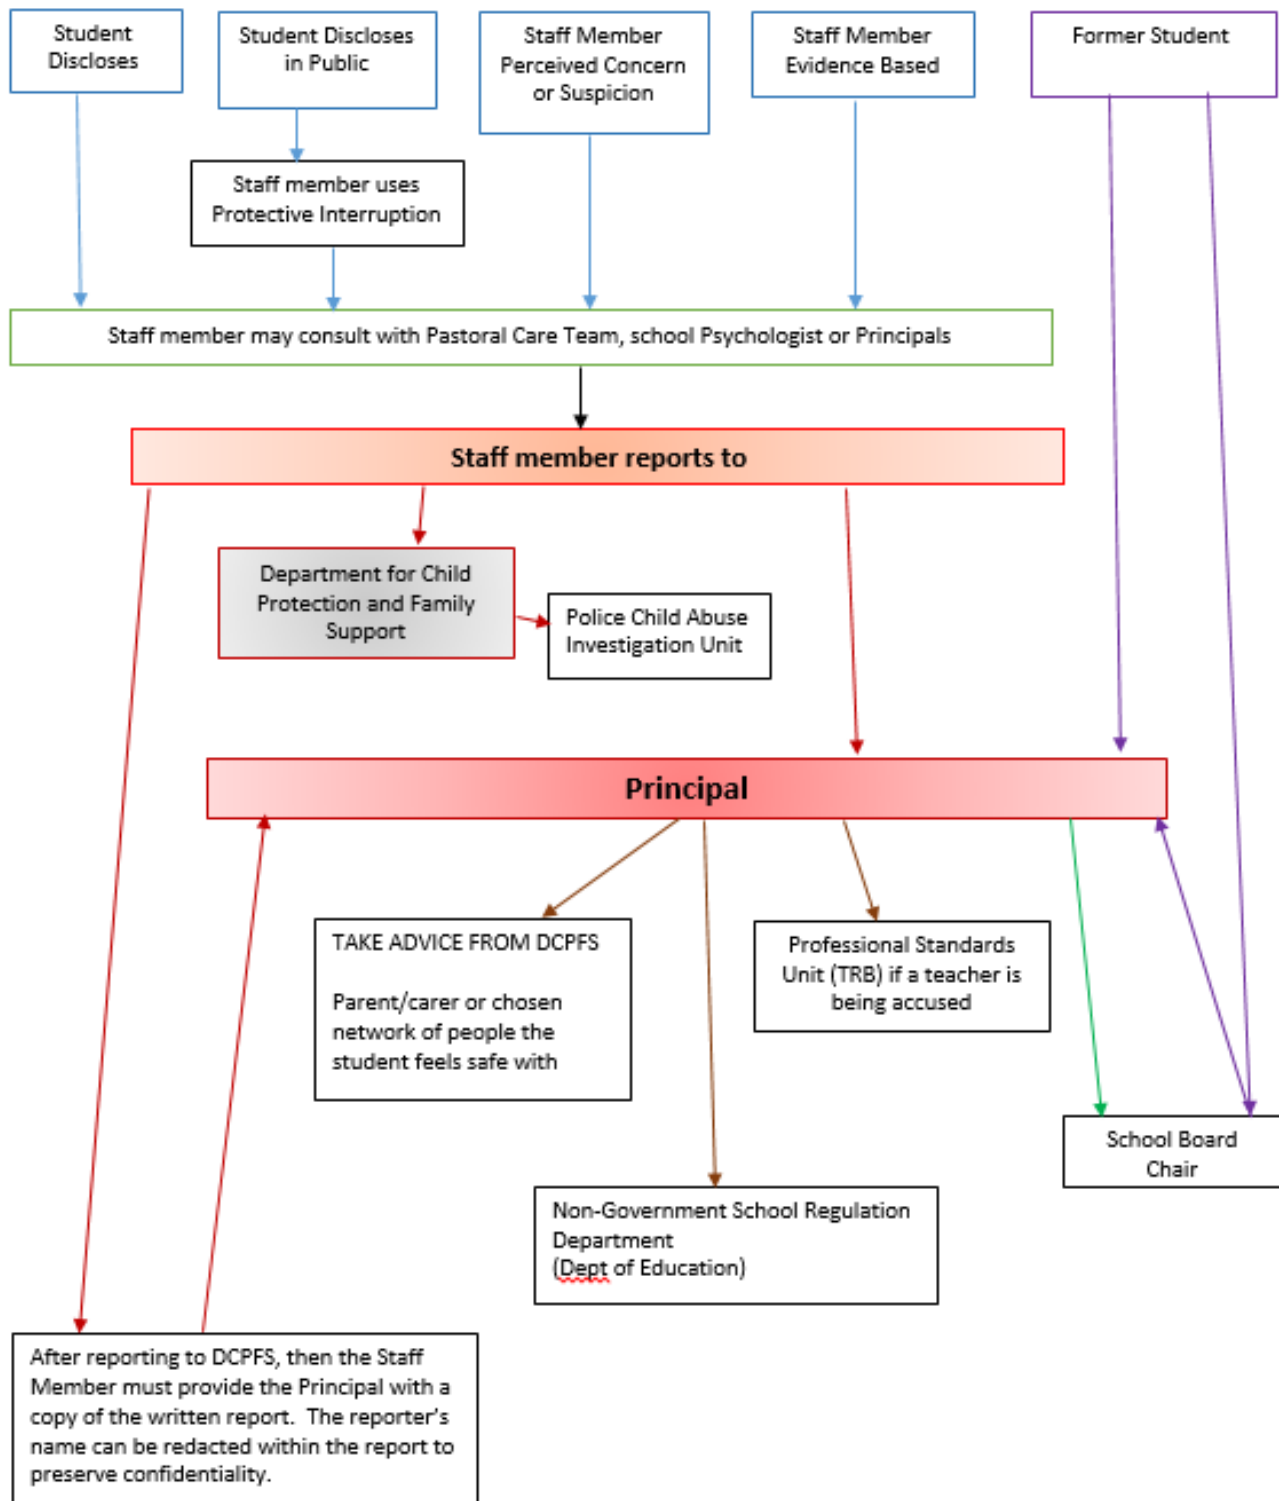 Student
Discloses
Student Discloses
in Public
Staff Member
Perceived Concern
or Suspicion
Staff Member
Evidence Based
Former Student
Staff member uses
Protective Interruption
Staff member may consult with Pastoral Care Team, school Psychologist or Principals
Staff member reports to
Department for Child
Protection and Family
Support
Police Child Abuse
Investigation Unit
Principal
TAKE ADVICE FROM DCPFS
Parent/carer or chosen
network of people the
student feels safe with
Professional Standards
Unit (TRB) if a teacher is
being accused
School Board
Chair
Non-Government School Regulation
Department
(Dept of Education)
After reporting to DCPFS, then the Staff
Member must provide the Principal with a
copy of the written report.  The reporter's
name can be redacted within the report to
preserve confidentiality.